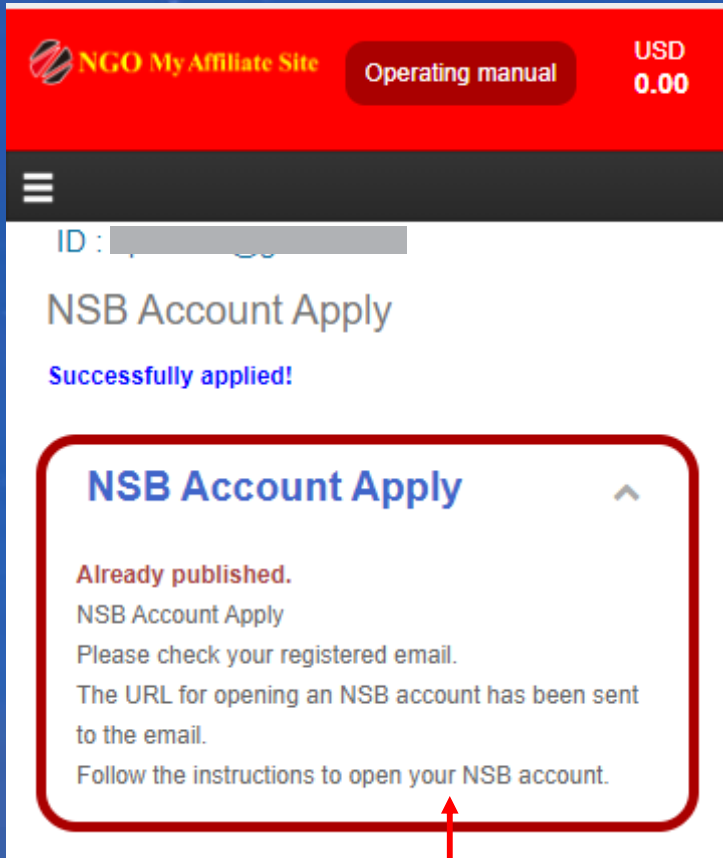 NGO My Affiliate Site
Operating manual
USD
0.00
ID :
NSB Account Apply
Successfully applied!
NSB Account Apply
Already published.
NSB Account Apply
Please check your registered email.
The URL for opening an NSB account has been sent
to the email.
Follow the instructions to open your NSB account.